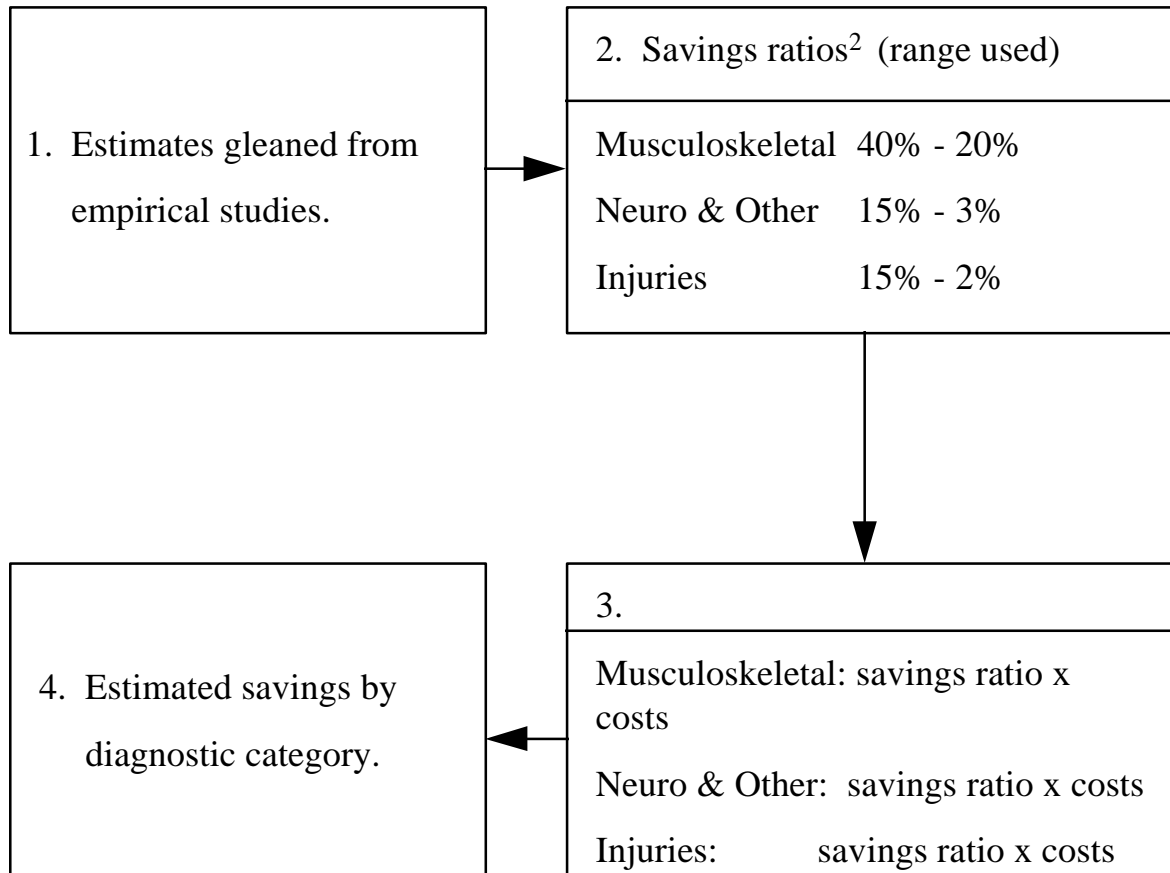 1. Estimates gleaned from
empirical studies.
2. Savings ratios² (range used)
Musculoskeletal 40% - 20%
Neuro & Other 15% - 3%
Injuries 15% - 2%
3.
Musculoskeletal: savings ratio x
costs
Neuro & Other: savings ratio x costs
Injuries: savings ratio x costs
4. Estimated savings by
diagnostic category.